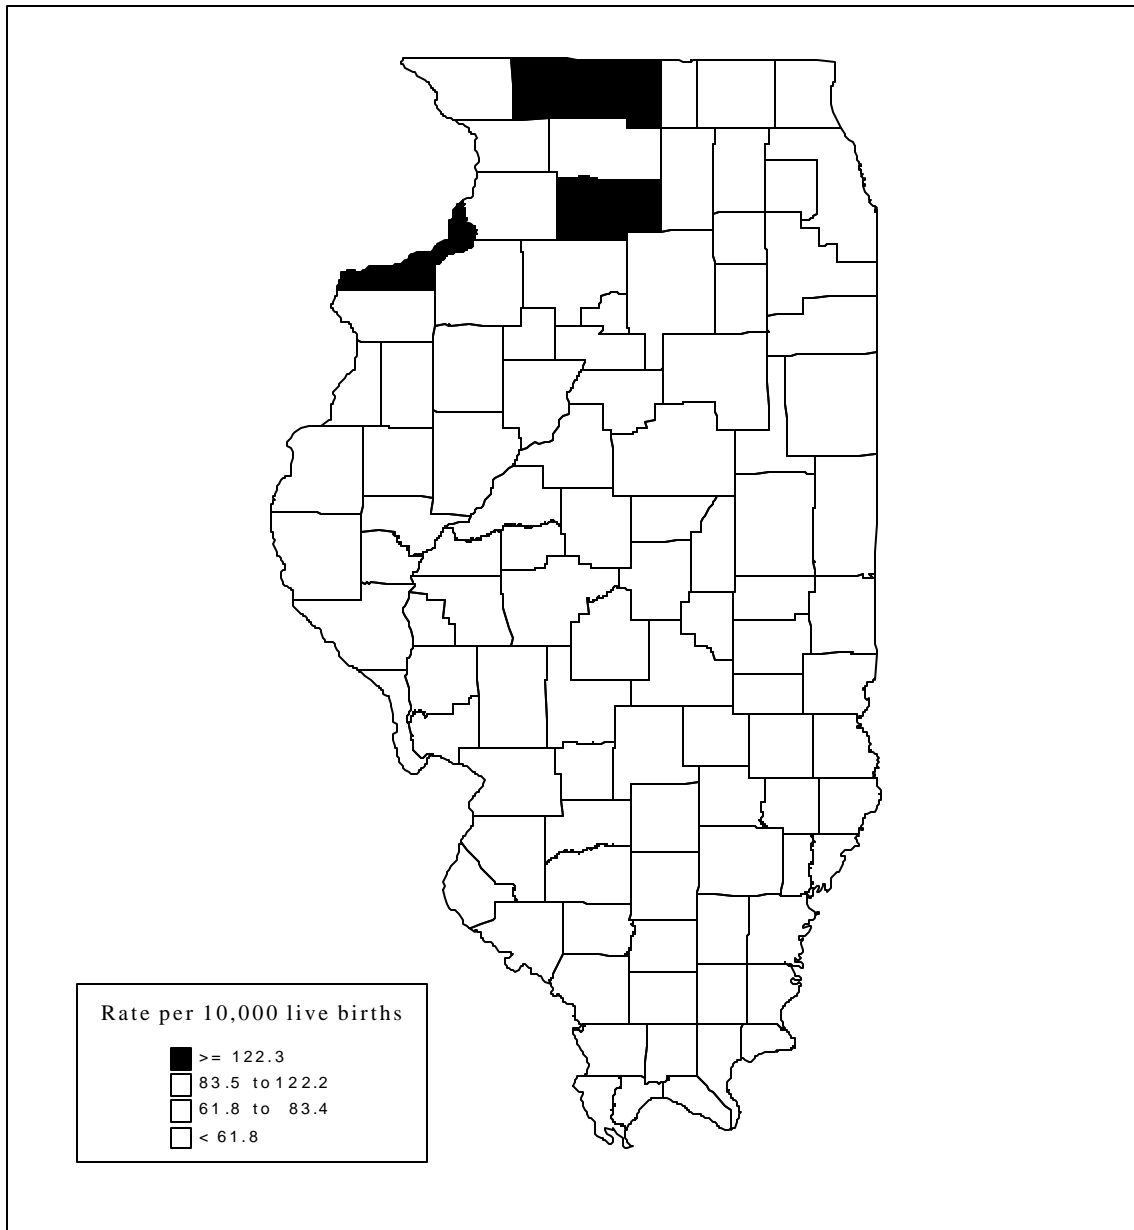 Rate per 10,000 live births
>= 122.3
83.5 to 122.2
61.8 to 83.4
< 61.8